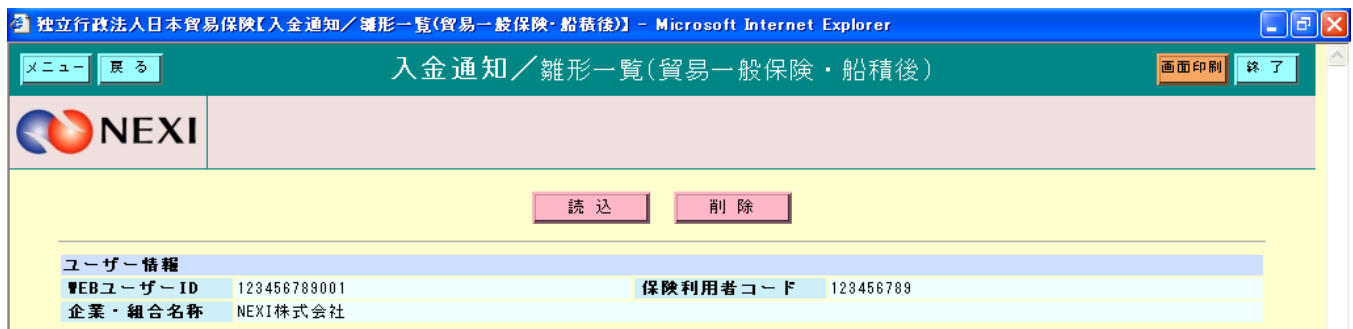 独立行政法人日本貿易保険【入金通知／雛形一覧(貿易一般保険・船積後)】 - Microsoft Internet Explorer
メニュー 戻る 入金通知／雛形一覧(貿易一般保険・船積後) 画面印刷 終了
NEXI
読込 削除
ユーザー情報
WEBユーザーID 123456789001 保険利用者コード 123456789
企業・組合名称 NEXI株式会社